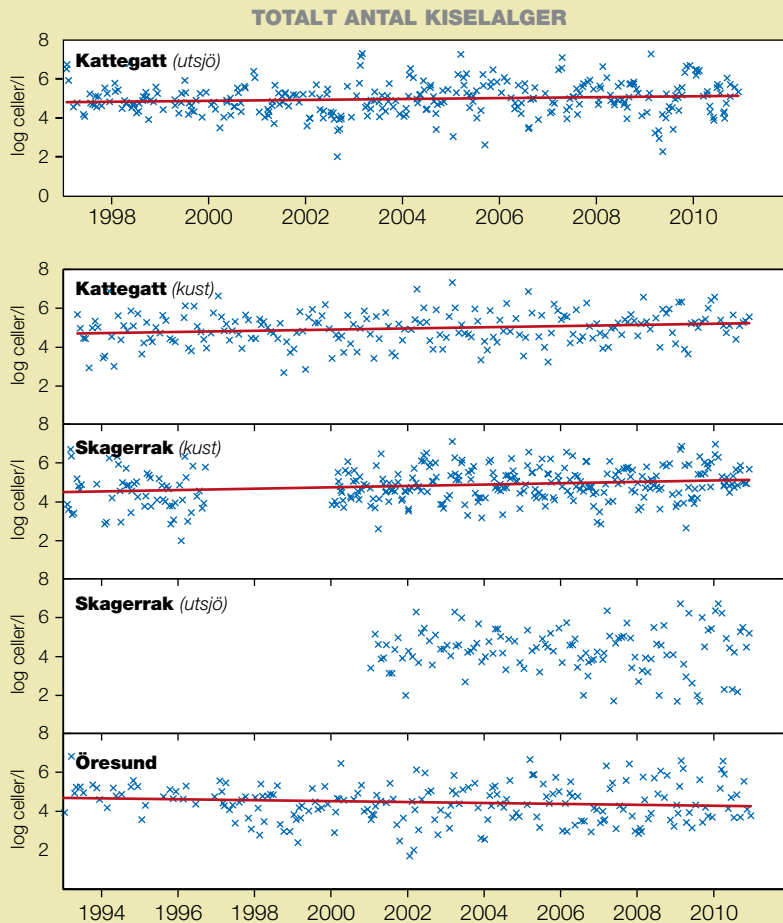 TOTALT ANTAL KISELALGER
Kattegatt (utsjö)
log celler/l
8
6
4
2
0
1998 2000 2002 2004 2006 2008 2010
Kattegatt (kust)
log celler/l
8
6
4
2
Skagerrak (kust)
log celler/l
8
6
4
2
Skagerrak (utsjö)
log celler/l
8
6
4
2
Öresund
log celler/l
8
6
4
2
1994 1996 1998 2000 2002 2004 2006 2008 2010